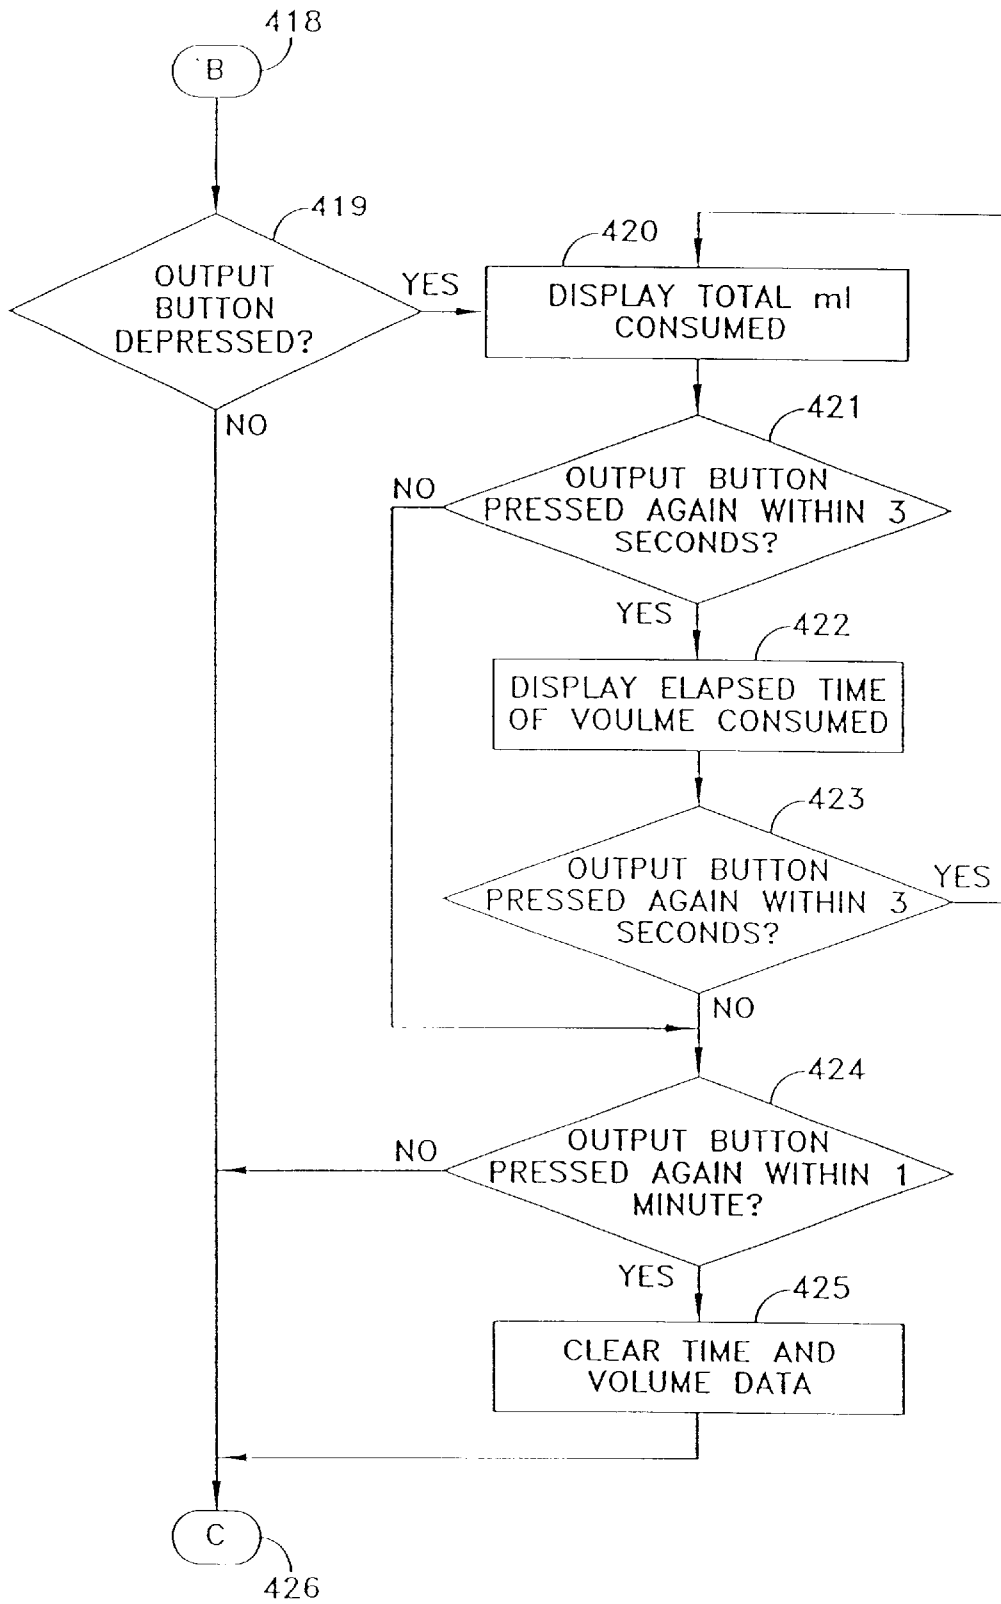 418
B
419
OUTPUT
BUTTON
DEPRESSED?
YES
NO
420
DISPLAY TOTAL ml
CONSUMED
421
OUTPUT BUTTON
PRESSED AGAIN WITHIN 3
SECONDS?
NO
YES
422
DISPLAY ELAPSED TIME
OF VOULME CONSUMED
423
OUTPUT BUTTON
PRESSED AGAIN WITHIN 3
SECONDS?
YES
NO
424
OUTPUT BUTTON
PRESSED AGAIN WITHIN 1
MINUTE?
NO
YES
425
CLEAR TIME AND
VOLUME DATA
C
426